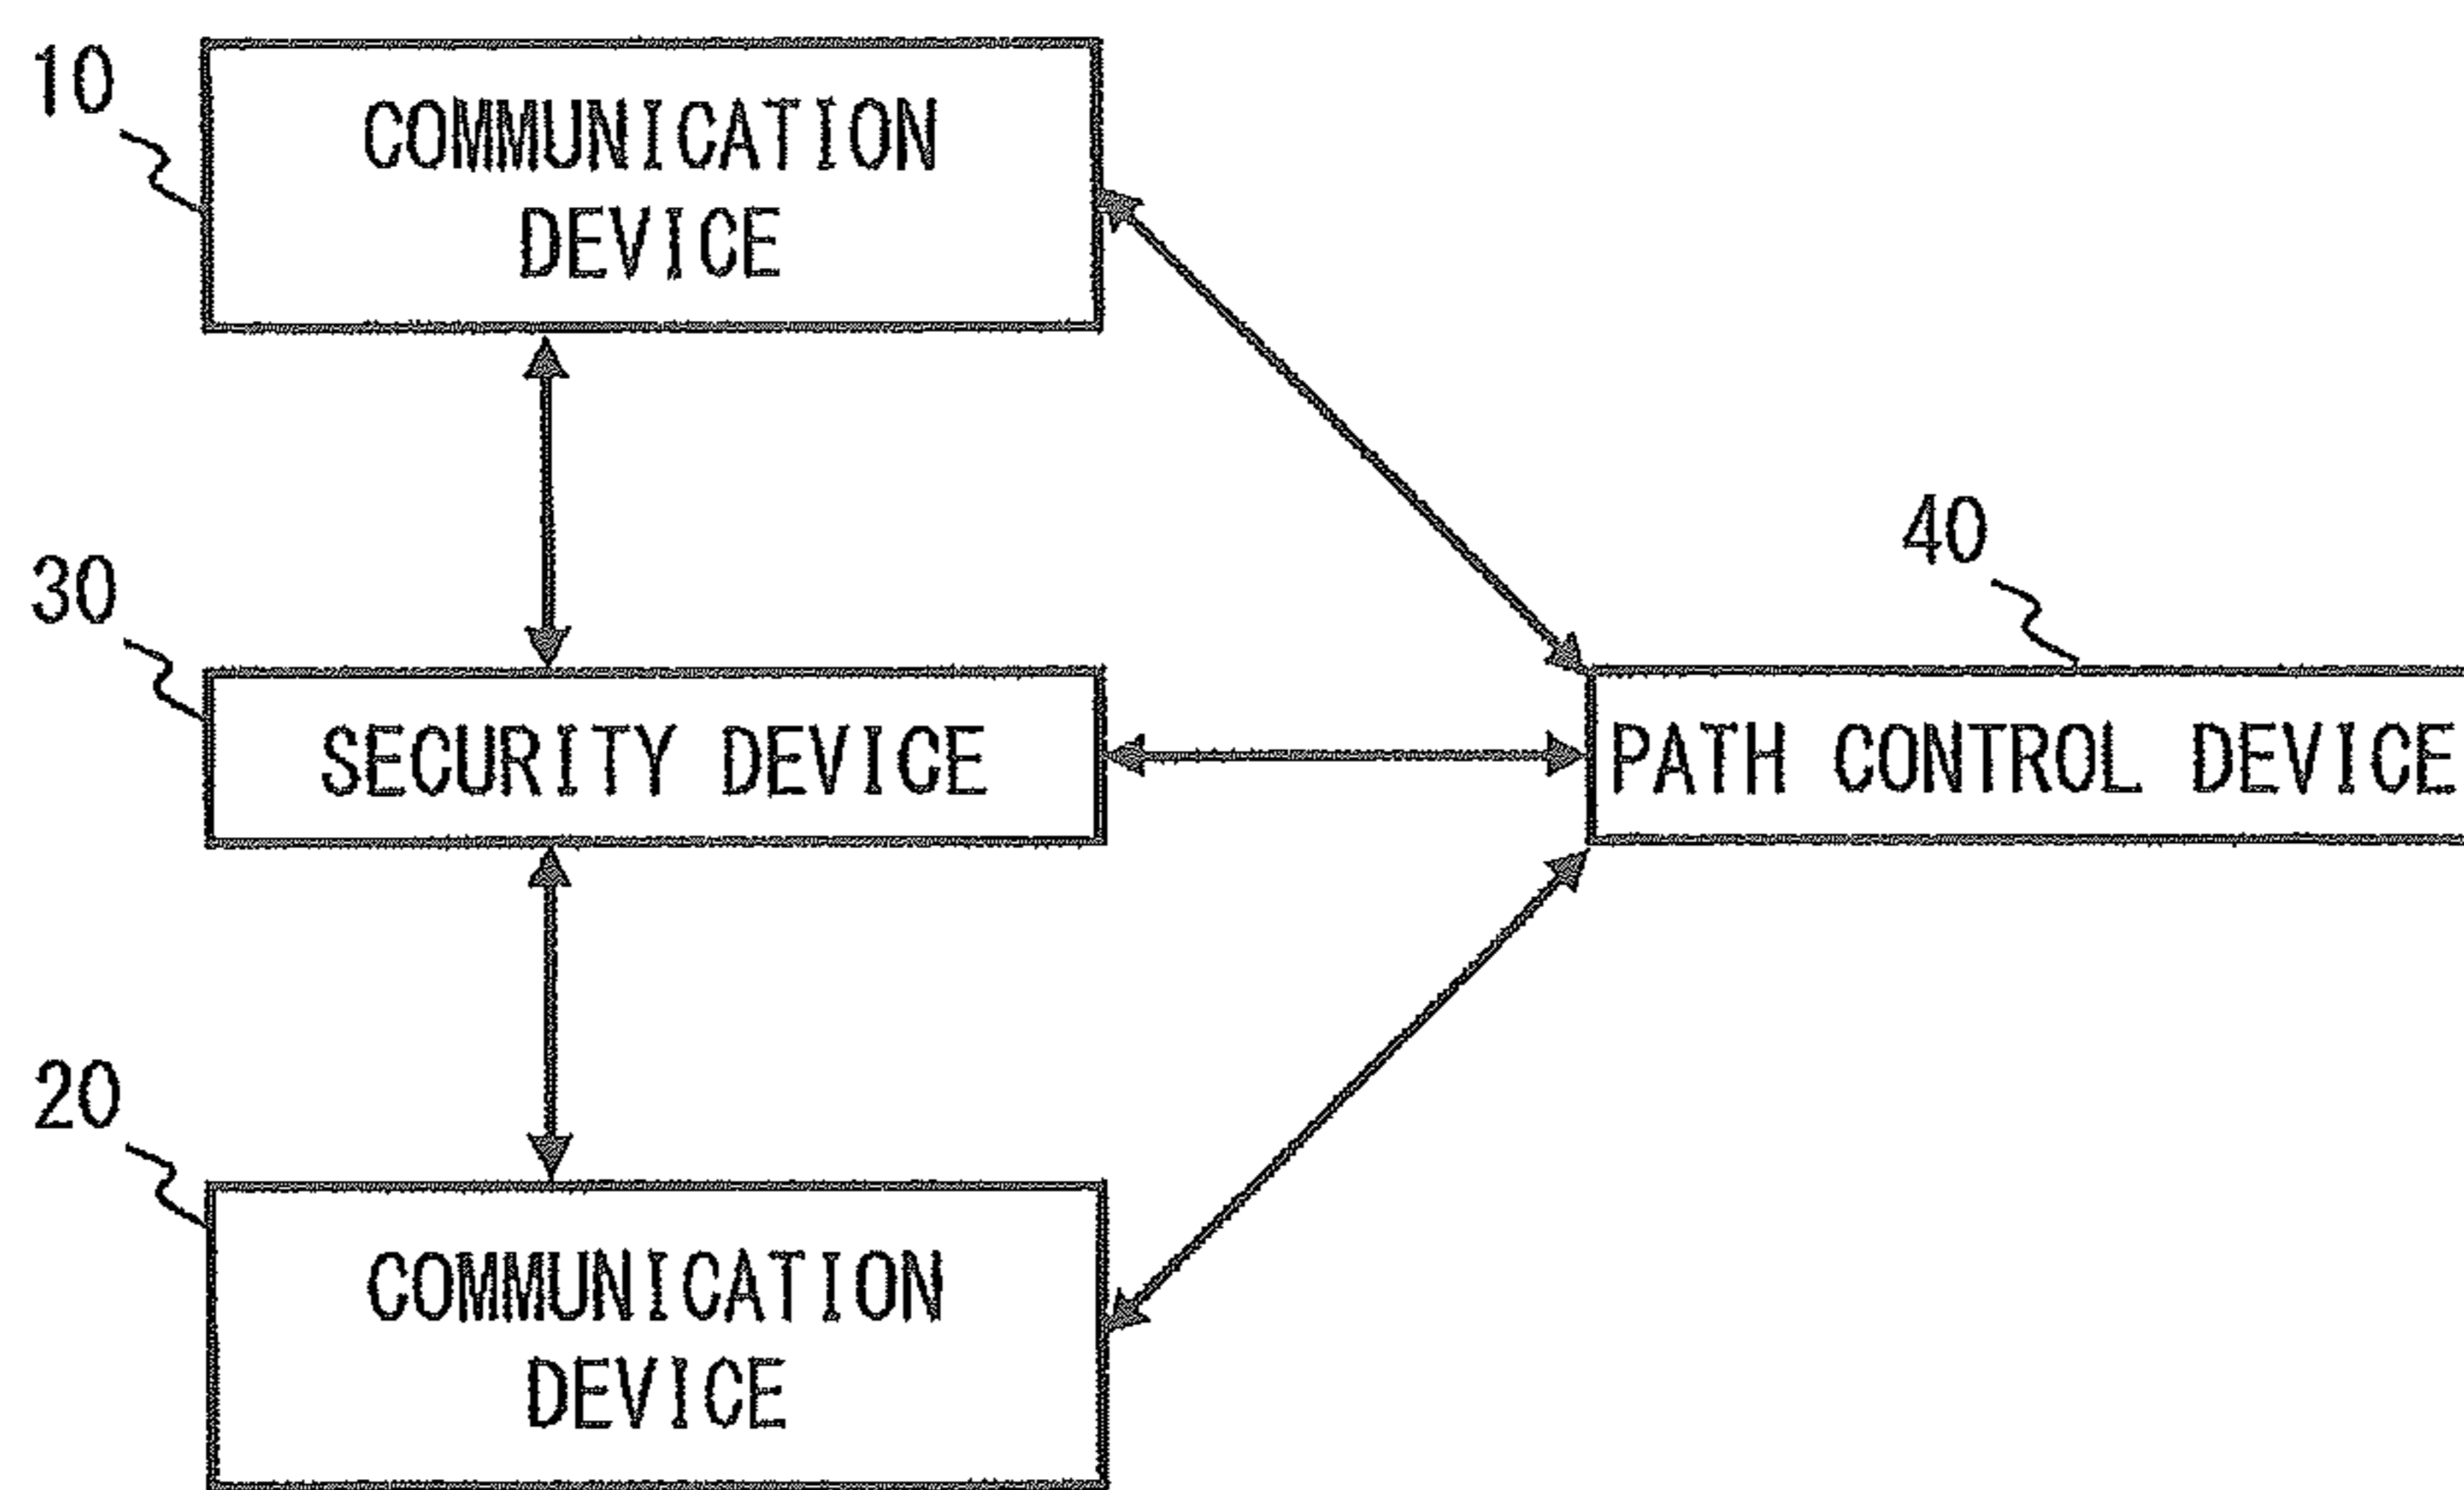 10
COMMUNICATION
DEVICE
40
30
SECURITY DEVICE
PATH CONTROL DEVICE
20
COMMUNICATION
DEVICE